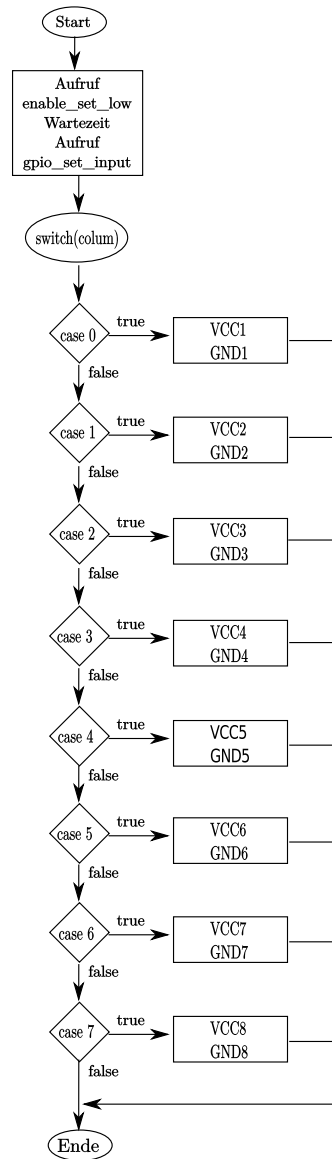 Start
Aufruf
enable_set_low
Wartezeit
Aufruf
gpio_set_input
switch(colum)
case 0
true
VCC1
GND1
false
case 1
true
VCC2
GND2
false
case 2
true
VCC3
GND3
false
case 3
true
VCC4
GND4
false
case 4
true
VCC5
GND5
false
case 5
true
VCC6
GND6
false
case 6
true
VCC7
GND7
false
case 7
true
VCC8
GND8
false
Ende